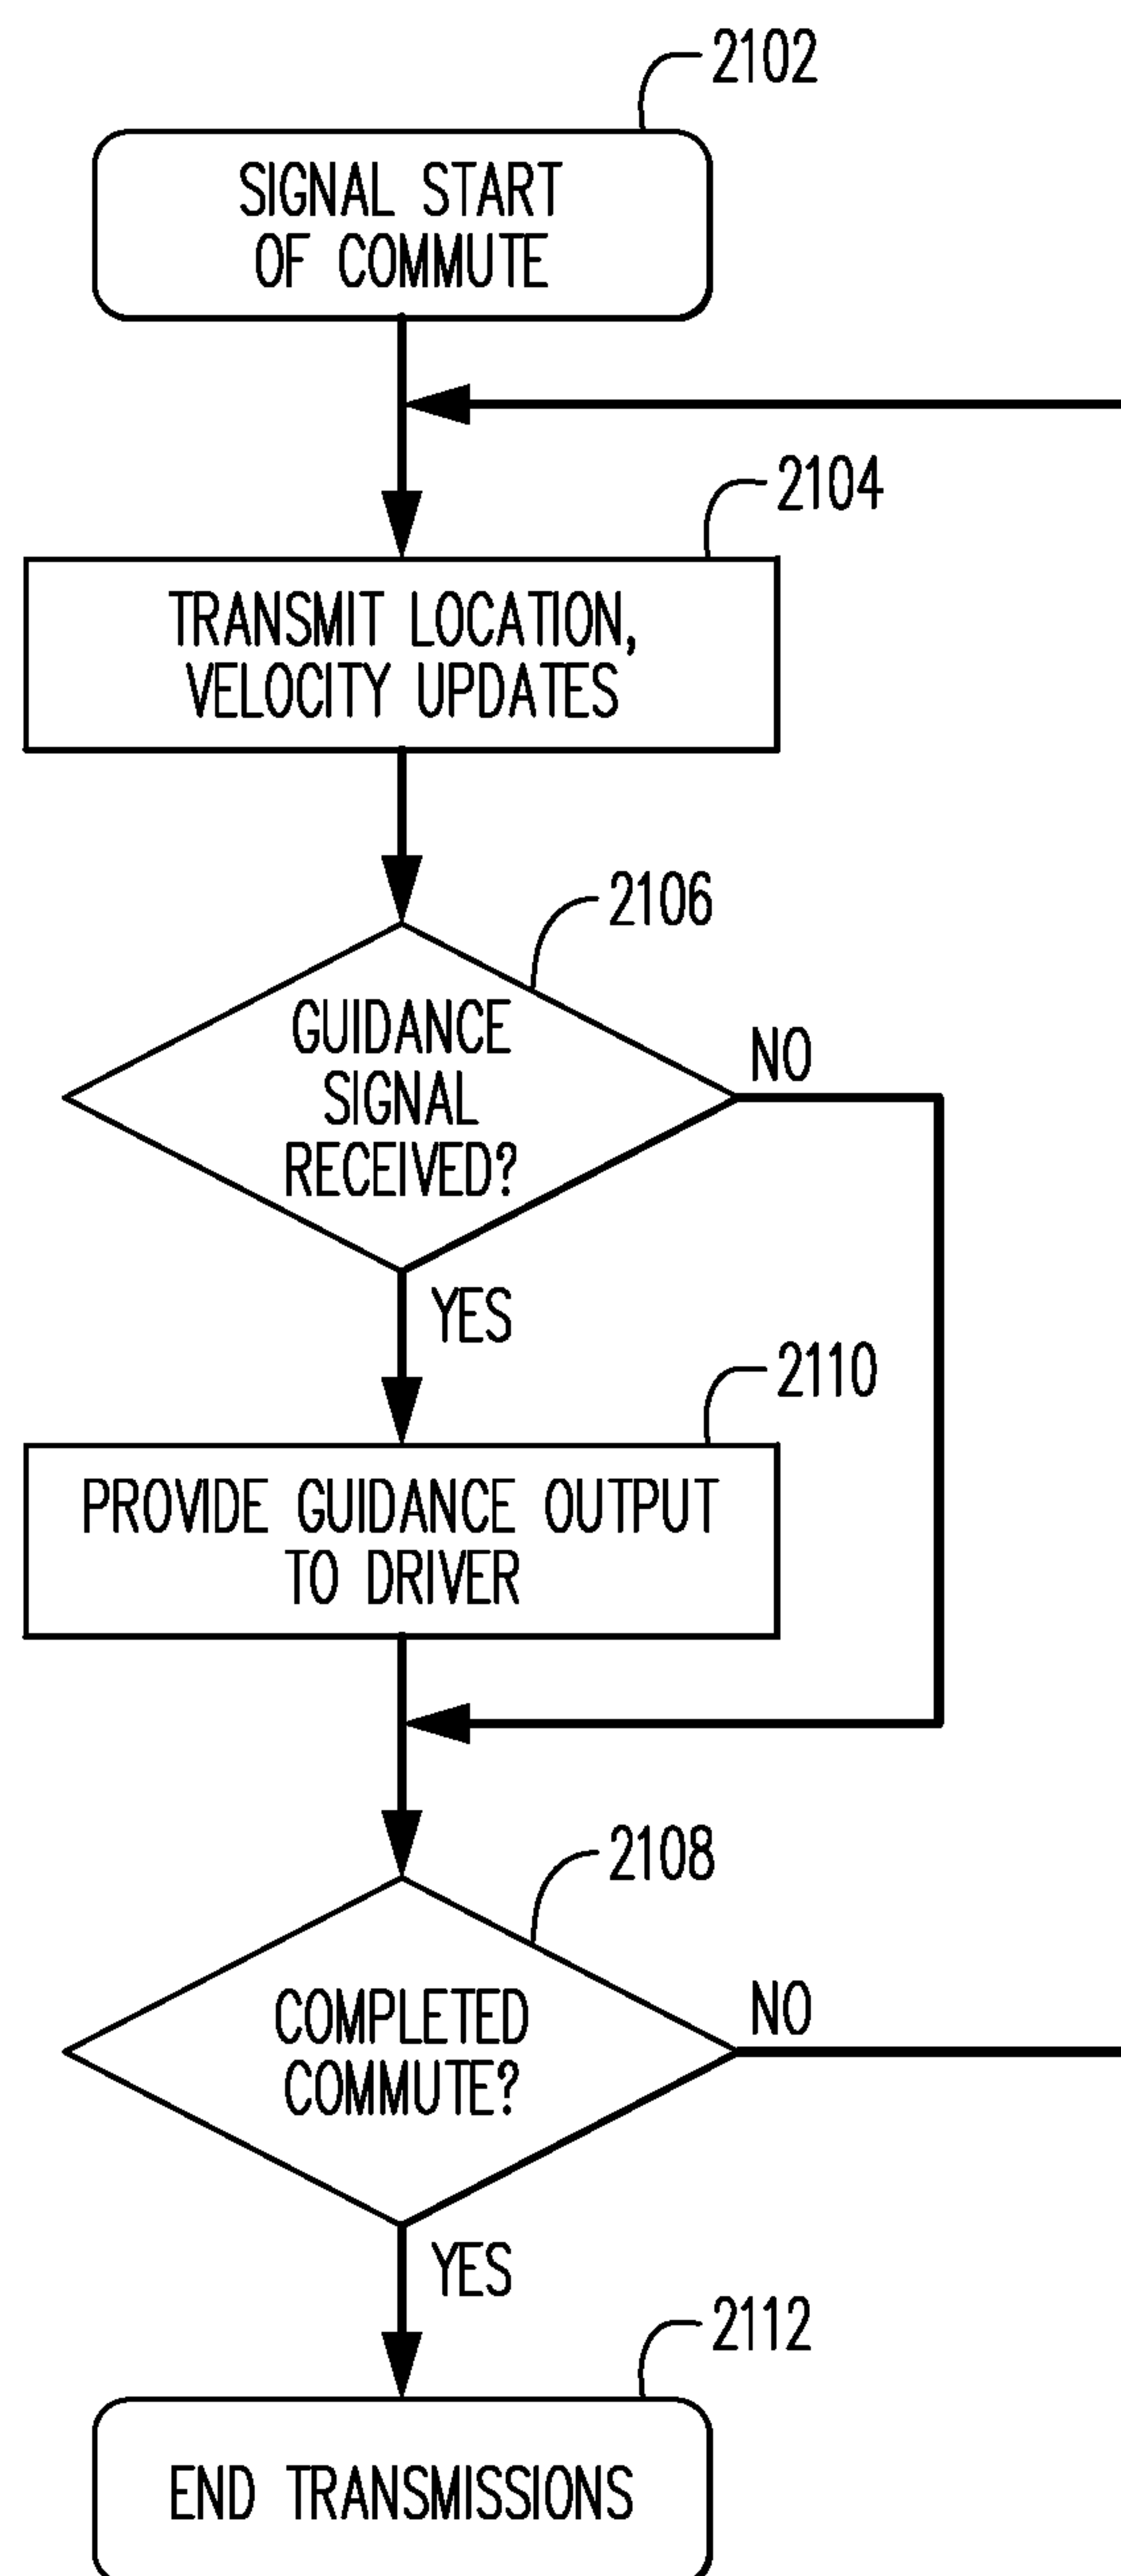 2102
SIGNAL START
OF COMMUTE
2104
TRANSMIT LOCATION,
VELOCITY UPDATES
2106
GUIDANCE
SIGNAL
RECEIVED?
NO
YES
2110
PROVIDE GUIDANCE OUTPUT
TO DRIVER
2108
COMPLETED
COMMUTE?
NO
YES
2112
END TRANSMISSIONS